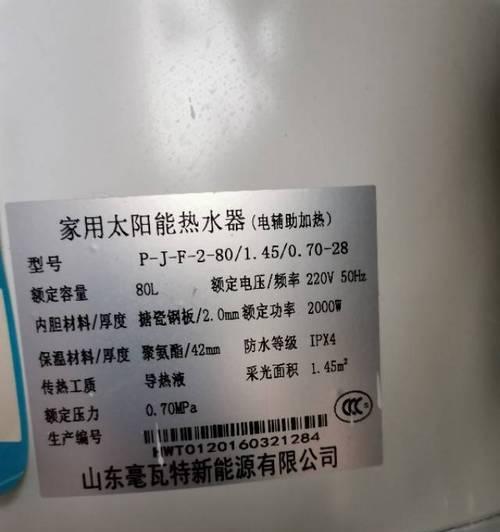 家用太阳能热水器(电辅助加热)
型号 P-J-F-2-80/1.45/0.70-28
额定容量 80L 额定电压/频率 220V 50Hz
内胆材料/厚度 搪瓷钢板/2.0mm 额定功率 2000W
保温材料/厚度 聚氨酯/42mm 防水等级 IPX4
传热工质 导热液 采光面积 1.45m²
额定压力 0.70MPa
生产编号
HWT0120160321284
山东毫瓦特新能源有限公司